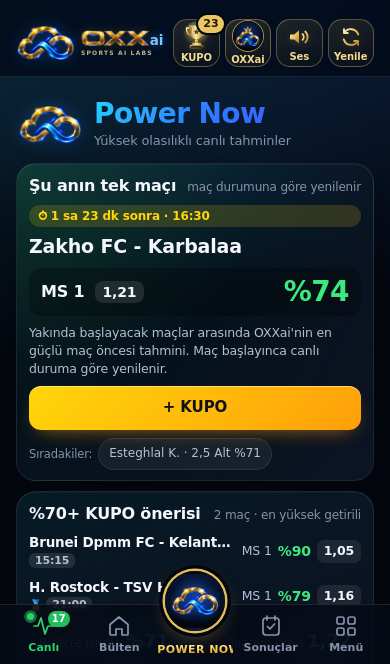 OXX ai
SPORTS AI LABS
23
KUPO
OXXai
Ses
Yenile
Power Now
Yüksek olasılıklı canlı tahminler
Şu anın tek maçı
maç durumuna göre yenilenir
1 sa 23 dk sonra · 16:30
Zakho FC - Karbalaa
MS 1 1,21 %74
Yakında başlayacak maçlar arasında OXXai'nin en
güçlü maç öncesi tahmini. Maç başlayınca canlı
duruma göre yenilenir.
+ KUPO
Sıradakiler: Esteghlal K. · 2,5 Alt %71
%70+ KUPO önerisi
2 maç · en yüksek getirili
Brunei Dpmm FC - Kelant...
MS 1 %90 1,05
15:15
H. Rostock - TSV
MS 1 %79 1,16
21:00
17
Canlı
Bülten
POWER NOW
Sonuçlar
Menü